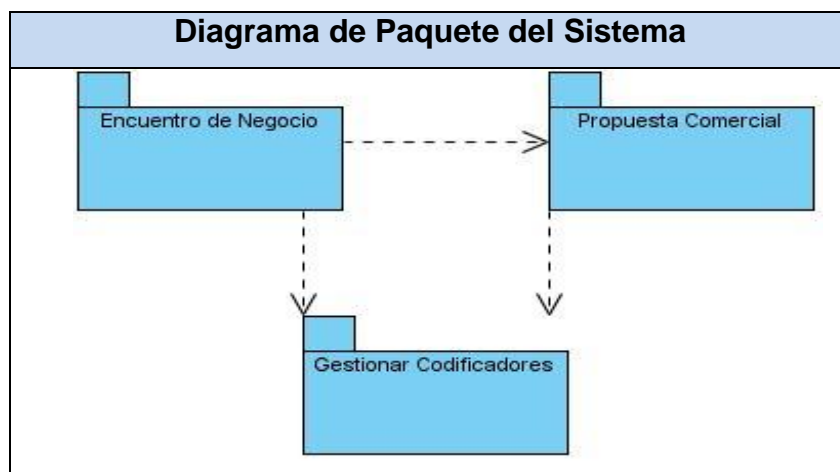 Diagrama de Paquete del Sistema
Encuentro de Negocio
Propuesta Comercial
Gestionar Codificadores